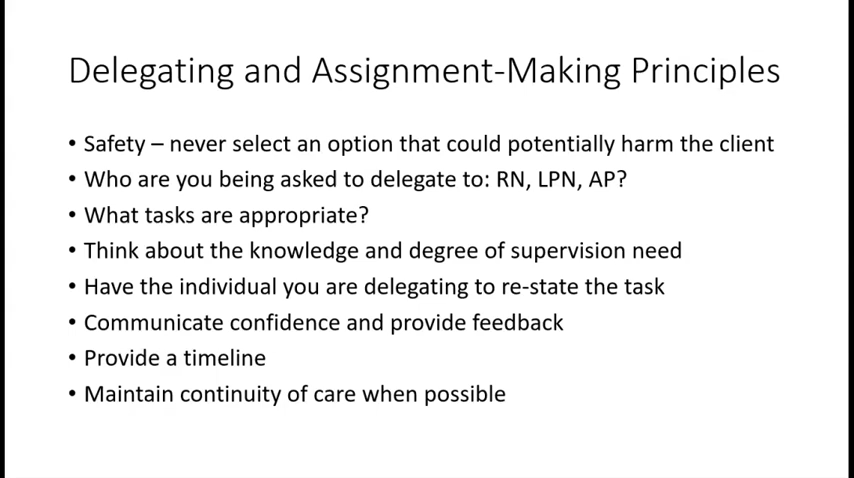 Delegating and Assignment-Making Principles
• Safety – never select an option that could potentially harm the client
• Who are you being asked to delegate to: RN, LPN, AP?
• What tasks are appropriate?
• Think about the knowledge and degree of supervision need
• Have the individual you are delegating to re-state the task
• Communicate confidence and provide feedback
• Provide a timeline
• Maintain continuity of care when possible